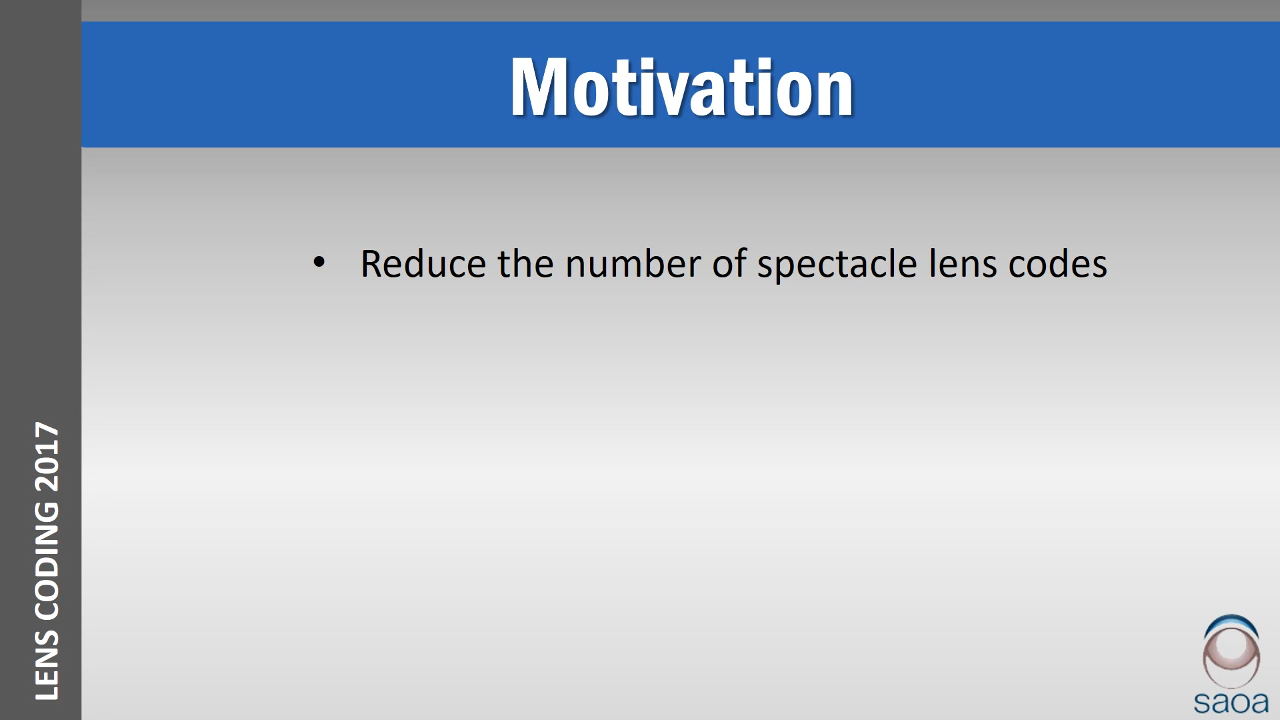 Motivation
• Reduce the number of spectacle lens codes
LENS CODING 2017
saoa